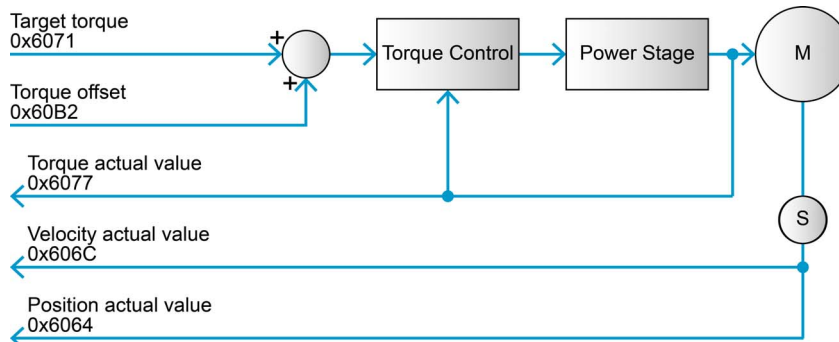 Target torque
0x6071
+
Torque Control
Power Stage
M
+
Torque offset
0x60B2
Torque actual value
0x6077
S
Velocity actual value
0x606C
Position actual value
0x6064